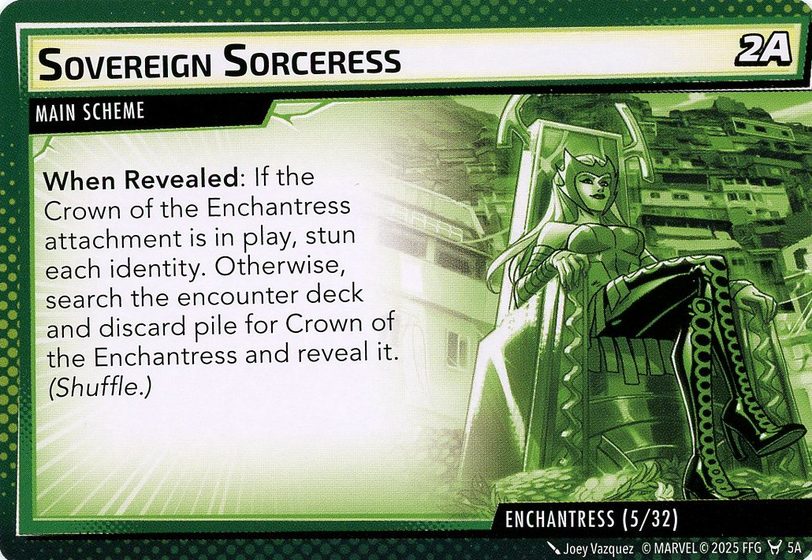 SOVEREIGN SORCERESS
2A
MAIN SCHEME
When Revealed: If the
Crown of the Enchantress
attachment is in play, stun
each identity. Otherwise,
search the encounter deck
and discard pile for Crown of
the Enchantress and reveal it.
(Shuffle.)
ENCHANTRESS (5/32)
Joey Vazquez © MARVEL © 2025 FFG 5A